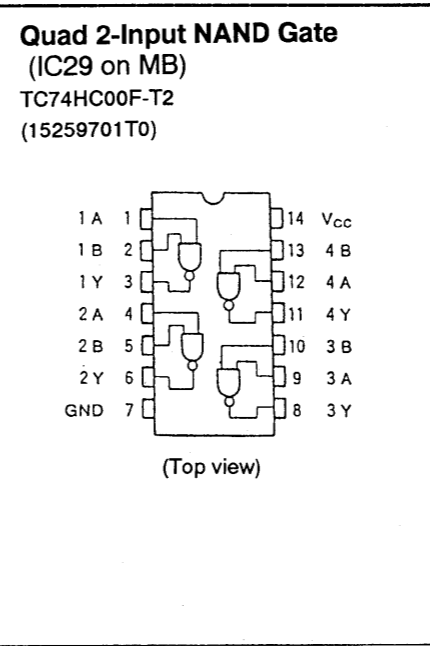 Quad 2-Input NAND Gate
(IC29 on MB)
TC74HC00F-T2
(15259701T0)
1A 1 14 VCC
1B 2 13 4B
1Y 3 12 4A
2A 4 11 4Y
2B 5 10 3B
2Y 6 9 3A
GND 7 8 3Y
(Top view)